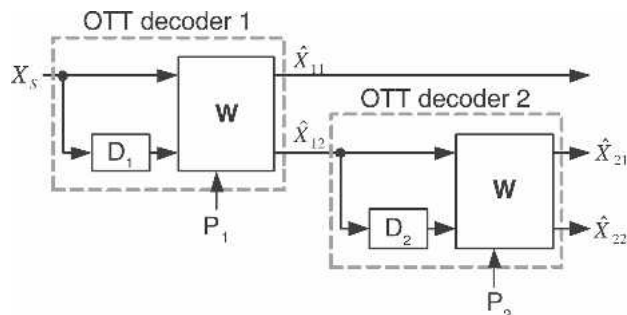 OTT decoder 1
X_S
D_1
W
X̂_11
X̂_12
P_1
OTT decoder 2
D_2
W
X̂_21
X̂_22